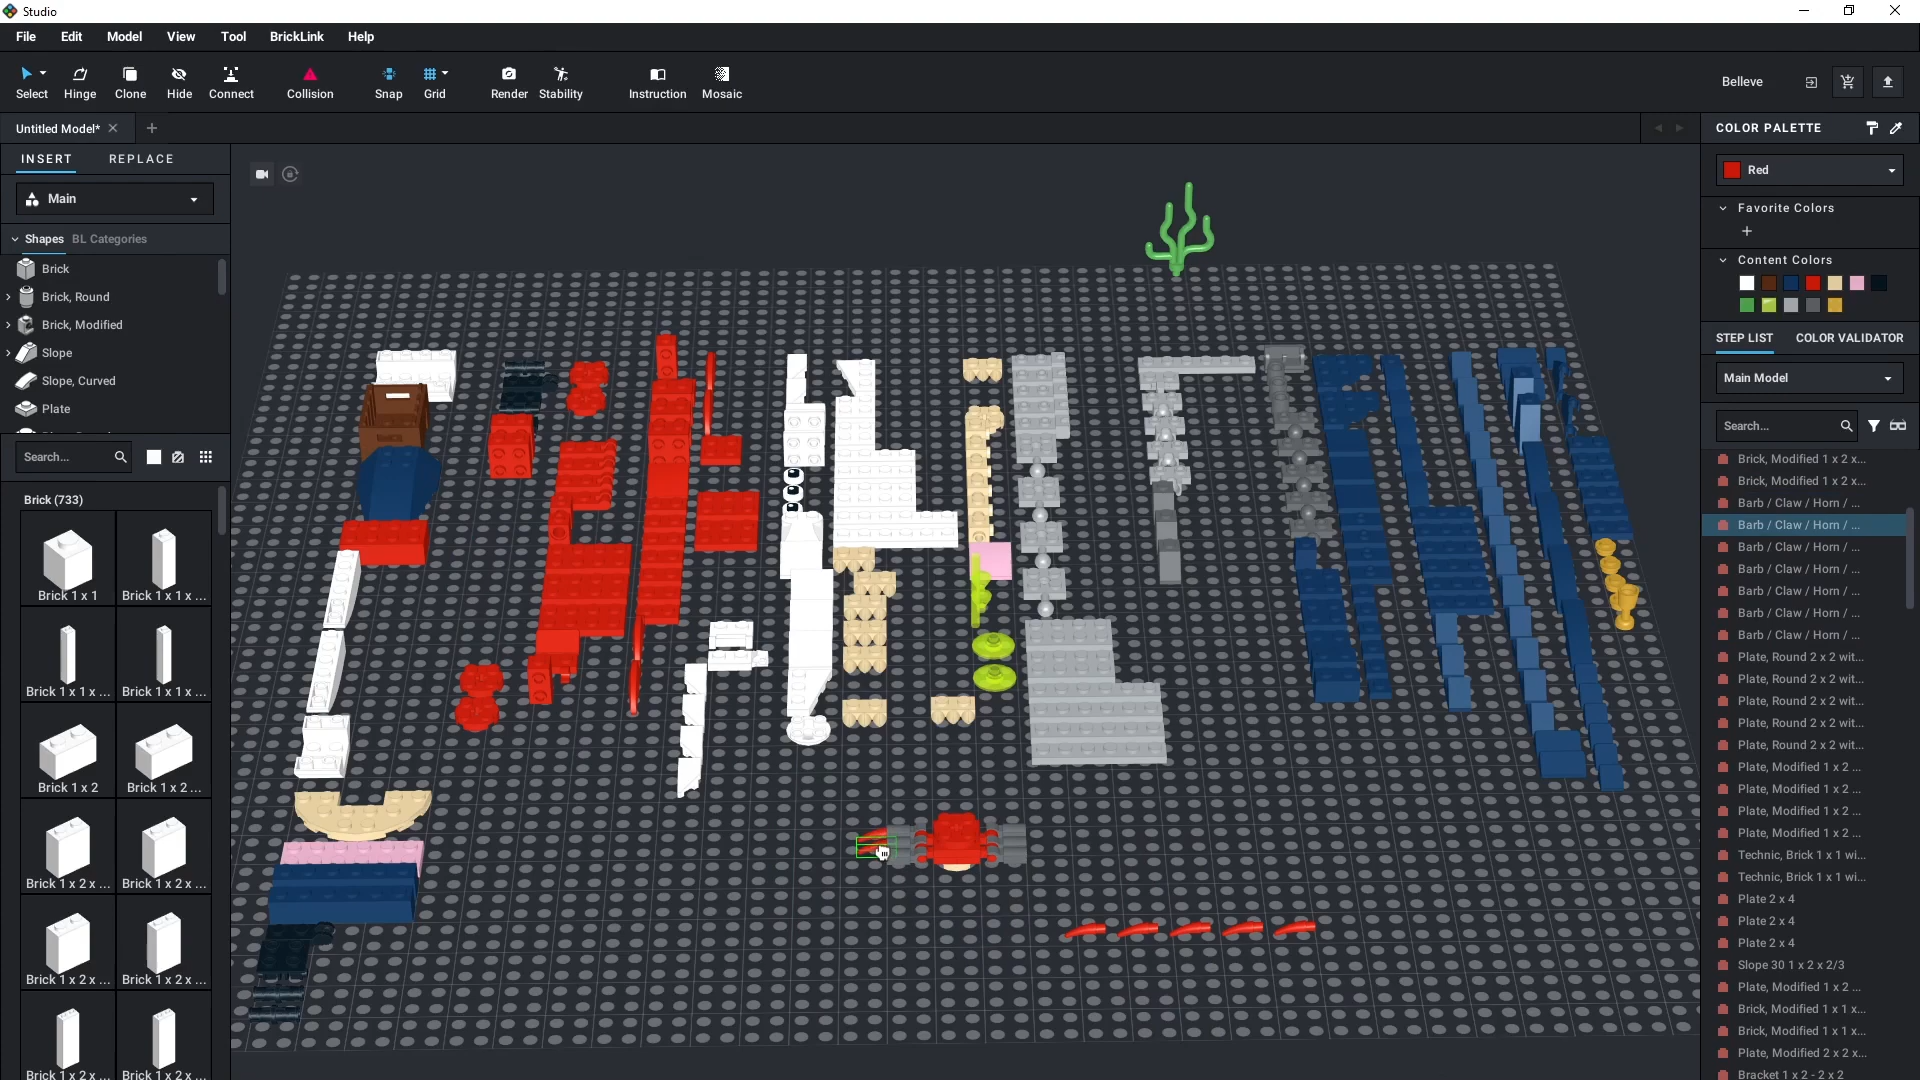 Studio
File Edit Model View Tool BrickLink Help
Select Hinge Clone Hide Connect Collision Snap Grid Render Stability Instruction Mosaic
Belleve
Untitled Model*
INSERT REPLACE
Main
Shapes BL Categories
Brick
Brick, Round
Brick, Modified
Slope
Slope, Curved
Plate
Search...
Brick (733)
Brick 1 x 1 Brick 1 x 1 x ...
Brick 1 x 1 x ... Brick 1 x 1 x ...
Brick 1 x 2 Brick 1 x 2 ...
Brick 1 x 2 x ... Brick 1 x 2 x ...
Brick 1 x 2 x ... Brick 1 x 2 x ...
Brick 1 x 2 x ... Brick 1 x 2 x ...
COLOR PALETTE
Red
Favorite Colors
Content Colors
STEP LIST COLOR VALIDATOR
Main Model
Search...
Brick, Modified 1 x 2 x...
Brick, Modified 1 x 2 x...
Barb / Claw / Horn / ...
Barb / Claw / Horn / ...
Barb / Claw / Horn / ...
Barb / Claw / Horn / ...
Barb / Claw / Horn / ...
Barb / Claw / Horn / ...
Barb / Claw / Horn / ...
Plate, Round 2 x 2 wit...
Plate, Round 2 x 2 wit...
Plate, Round 2 x 2 wit...
Plate, Round 2 x 2 wit...
Plate, Round 2 x 2 wit...
Plate, Modified 1 x 2 ...
Plate, Modified 1 x 2 ...
Plate, Modified 1 x 2 ...
Plate, Modified 1 x 2 ...
Technic, Brick 1 x 1 wi...
Technic, Brick 1 x 1 wi...
Plate 2 x 4
Plate 2 x 4
Plate 2 x 4
Slope 30 1 x 2 x 2/3
Plate, Modified 1 x 2 ...
Brick, Modified 1 x 1 x...
Brick, Modified 1 x 1 x...
Plate, Modified 2 x 2 x...
Bracket 1 x 2 - 2 x 2